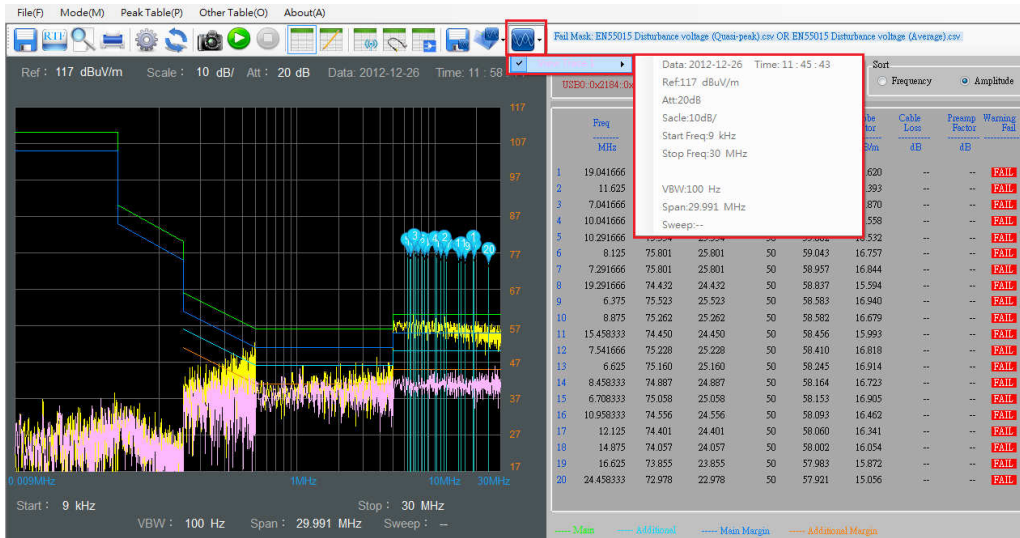 File(F) Mode(M) Peak Table(P) Other Table(O) About(A)
RTE
Fail Mask: EN55015 Disturbance voltage (Quasi-peak).csv OR EN55015 Disturbance voltage (Average).csv
Ref : 117 dBuV/m Scale : 10 dB/ Att : 20 dB Data: 2012-12-26 Time: 11 : 58
USB0::0x2184::0x
Data: 2012-12-26 Time: 11 : 45 : 43
Ref:117 dBuV/m
Att:20dB
Sacle:10dB/
Start Freq:9 kHz
Stop Freq:30 MHz
VBW:100 Hz
Span:29.991 MHz
Sweep:--
Sort
Frequency Amplitude
117
107
97
87
77
67
57
47
37
27
17
0.009MHz 1MHz 10MHz 30MHz
Start : 9 kHz Stop : 30 MHz
VBW : 100 Hz Span : 29.991 MHz Sweep : --
Freq Cable Loss Preamp Factor Warning Fail
MHz dB dB
1 19.041666 .620 -- -- FAIL
2 11.625 .393 -- -- FAIL
3 7.041666 .870 -- -- FAIL
4 10.041666 .558 -- -- FAIL
5 10.291666 50 16.532 -- -- FAIL
6 8.125 75.801 25.801 50 59.043 16.757 -- -- FAIL
7 7.291666 75.801 25.801 50 58.957 16.844 -- -- FAIL
8 19.291666 74.432 24.432 50 58.837 15.594 -- -- FAIL
9 6.375 75.523 25.523 50 58.583 16.940 -- -- FAIL
10 8.875 75.262 25.262 50 58.582 16.679 -- -- FAIL
11 15.458333 74.450 24.450 50 58.456 15.993 -- -- FAIL
12 7.541666 75.228 25.228 50 58.410 16.818 -- -- FAIL
13 6.625 75.160 25.160 50 58.245 16.914 -- -- FAIL
14 8.458333 74.887 24.887 50 58.164 16.723 -- -- FAIL
15 6.708333 75.058 25.058 50 58.153 16.905 -- -- FAIL
16 10.958333 74.556 24.556 50 58.093 16.462 -- -- FAIL
17 12.125 74.401 24.401 50 58.060 16.341 -- -- FAIL
18 14.875 74.057 24.057 50 58.002 16.054 -- -- FAIL
19 16.625 73.855 23.855 50 57.983 15.872 -- -- FAIL
20 24.458333 72.978 22.978 50 57.921 15.056 -- -- FAIL
----- Main ----- Additional ----- Main Margin ----- Additional Margin